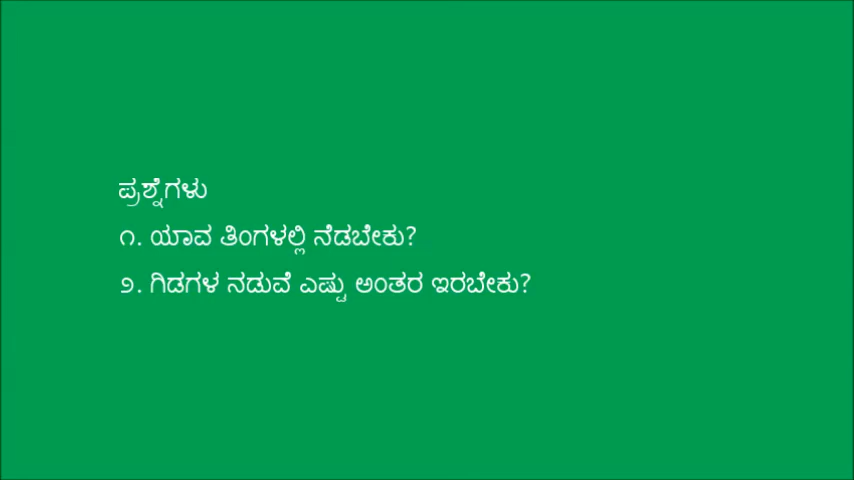 ಪ್ರಶ್ನೆಗಳು
೧. ಯಾವ ತಿಂಗಳಲ್ಲಿ ನೆಡಬೇಕು?
೨. ಗಿಡಗಳ ನಡುವೆ ಎಷ್ಟು ಅಂತರ ಇರಬೇಕು?